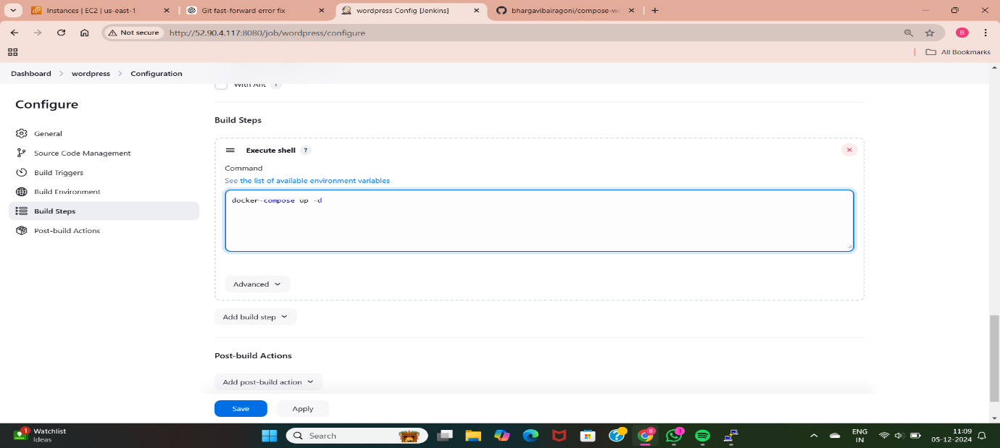 Instances | EC2 | us-east-1
Git fast-forward error fix
wordpress Config [Jenkins]
bhargavibairagoni/compose-wo
Not secure
http://52.90.4.117:8080/job/wordpress/configure
B
All Bookmarks
Dashboard > wordpress > Configuration
With Ant ?
Configure
General
Source Code Management
Build Triggers
Build Environment
Build Steps
Post-build Actions
Build Steps
Execute shell ?
Command
See the list of available environment variables
docker-compose up -d
Advanced
Add build step
Post-build Actions
Add post-build action
Save
Apply
1
Watchlist
Ideas
Search
B
3
ENG
IN
11:09
05-12-2024